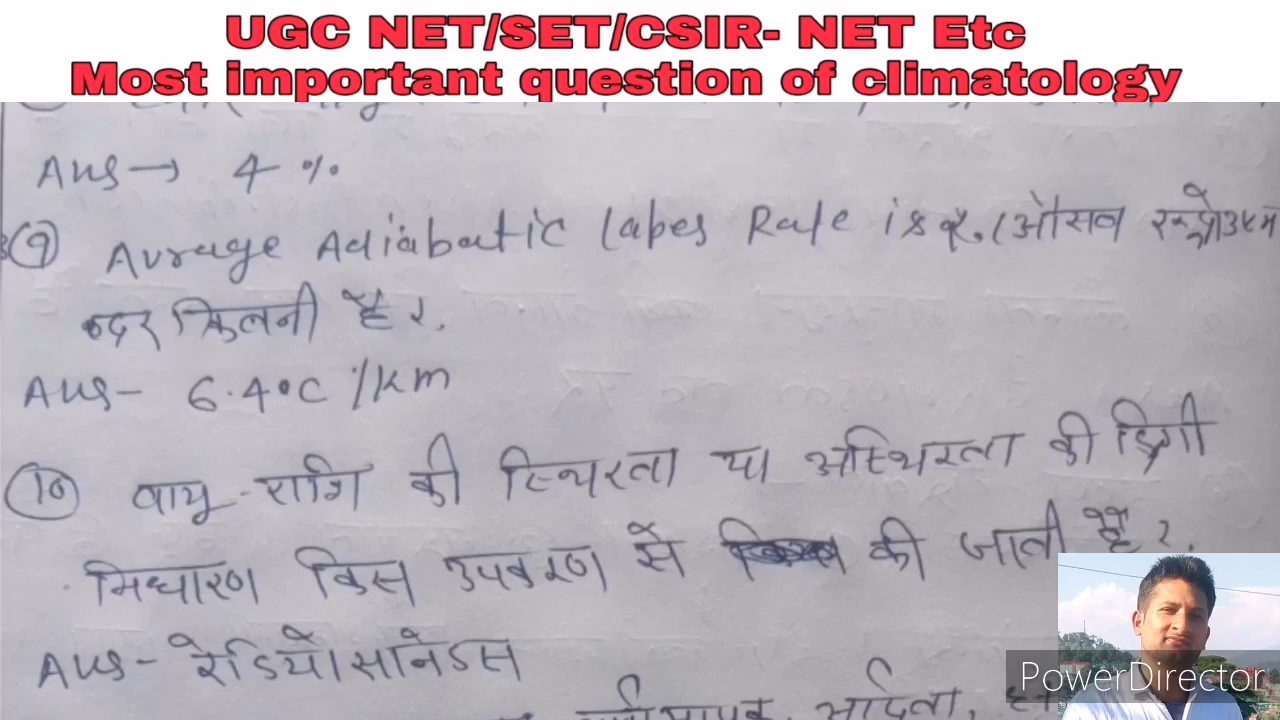 UGC NET/SET/CSIR- NET Etc
Most important question of climatology
Ans → 4 %
9 Avrage Adiabatic Labes Rate is ?. (औसत
दर कितनी है ?.
Ans- 6.4°C /km
10 वायु-राशि की स्थिरता या अस्थिरता की डिग्री
निर्धारण किस उपकरण से की जाती है ?.
Ans- रेडियोसानेडस
PowerDirector